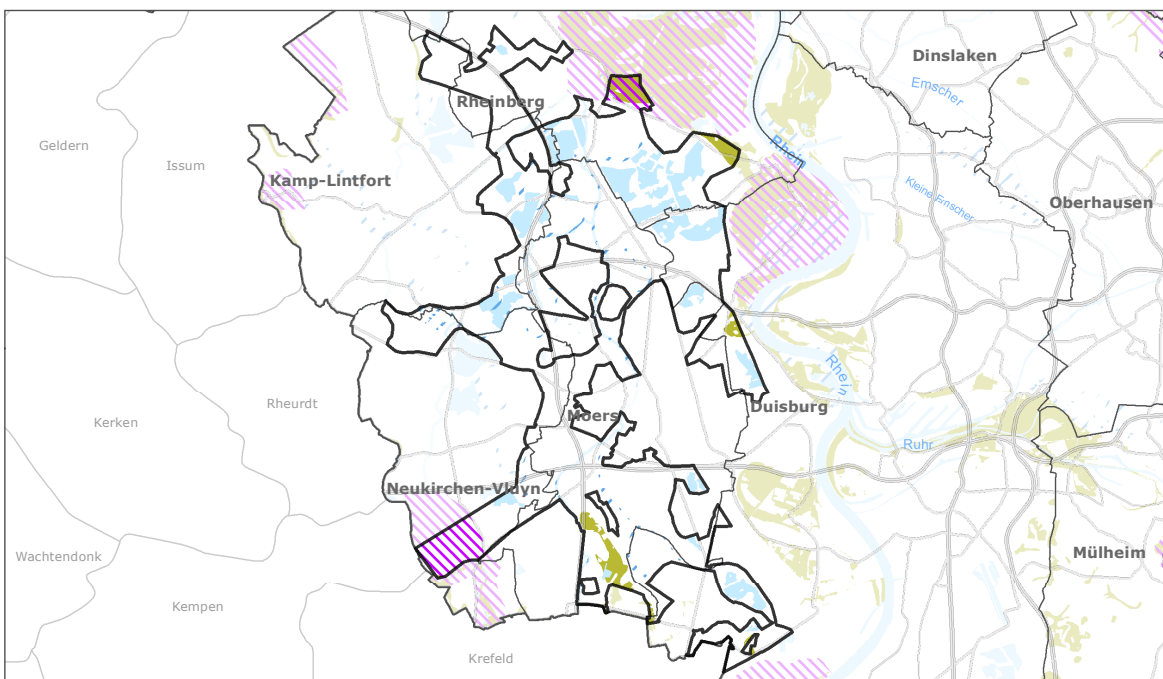 Dinslaken
Emscher
Rheinberg
Geldern
Rhein
Issum
Kamp-Lintfort
Kleine Emscher
Oberhausen
Rhein
Rheurdt
Duisburg
Moers
Kerken
Ruhr
Neukirchen-Vluyn
Wachtendonk
Mülheim
Kempen
Krefeld